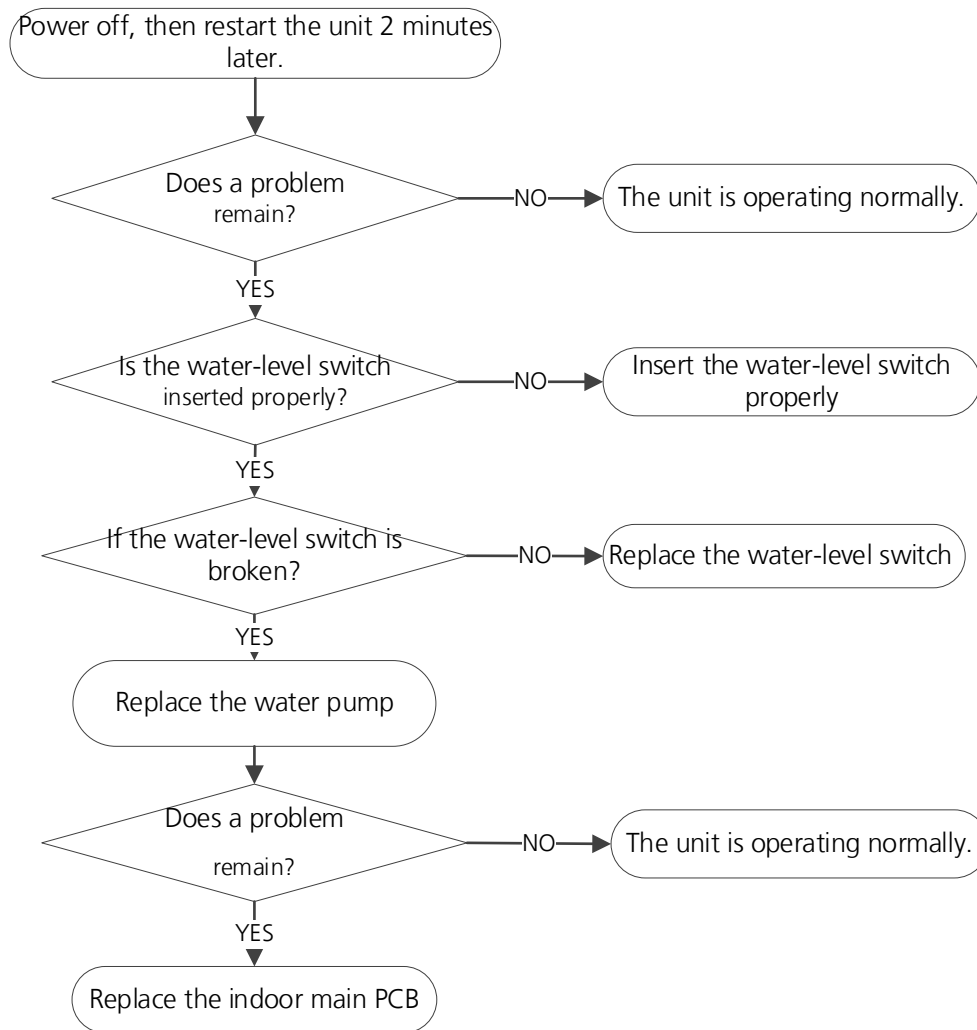 Power off, then restart the unit 2 minutes
later.
Does a problem
remain?
NO
The unit is operating normally.
YES
Is the water-level switch
inserted properly?
NO
Insert the water-level switch
properly
YES
If the water-level switch is
broken?
NO
Replace the water-level switch
YES
Replace the water pump
Does a problem
remain?
NO
The unit is operating normally.
YES
Replace the indoor main PCB